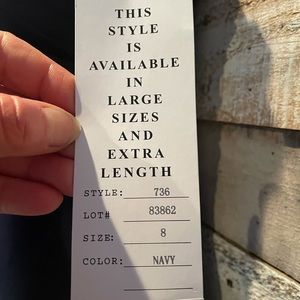 THIS
STYLE
IS
AVAILABLE
IN
LARGE
SIZES
AND
EXTRA
LENGTH
STYLE: 736
LOT# 83862
SIZE: 8
COLOR: NAVY